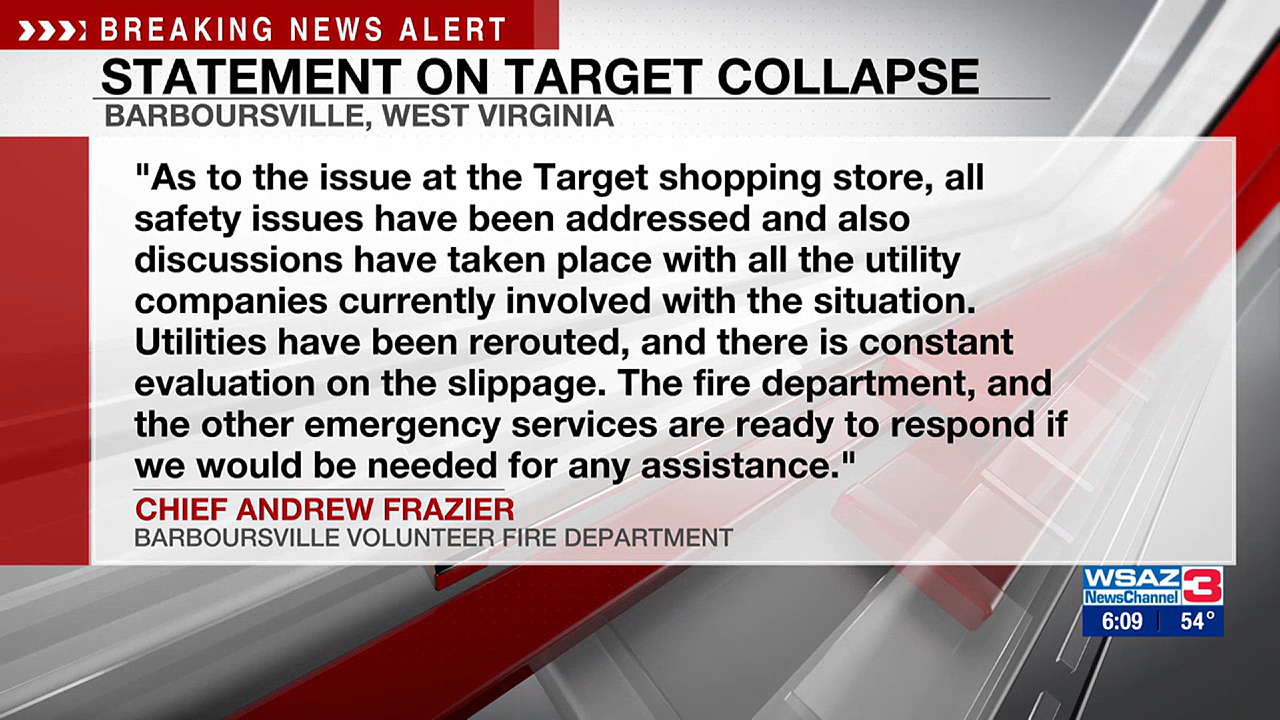 BREAKING NEWS ALERT
STATEMENT ON TARGET COLLAPSE
BARBOURSVILLE, WEST VIRGINIA
"As to the issue at the Target shopping store, all
safety issues have been addressed and also
discussions have taken place with all the utility
companies currently involved with the situation.
Utilities have been rerouted, and there is constant
evaluation on the slippage. The fire department, and
the other emergency services are ready to respond if
we would be needed for any assistance."
CHIEF ANDREW FRAZIER
BARBOURSVILLE VOLUNTEER FIRE DEPARTMENT
WSAZ 3
NewsChannel
6:09 54°